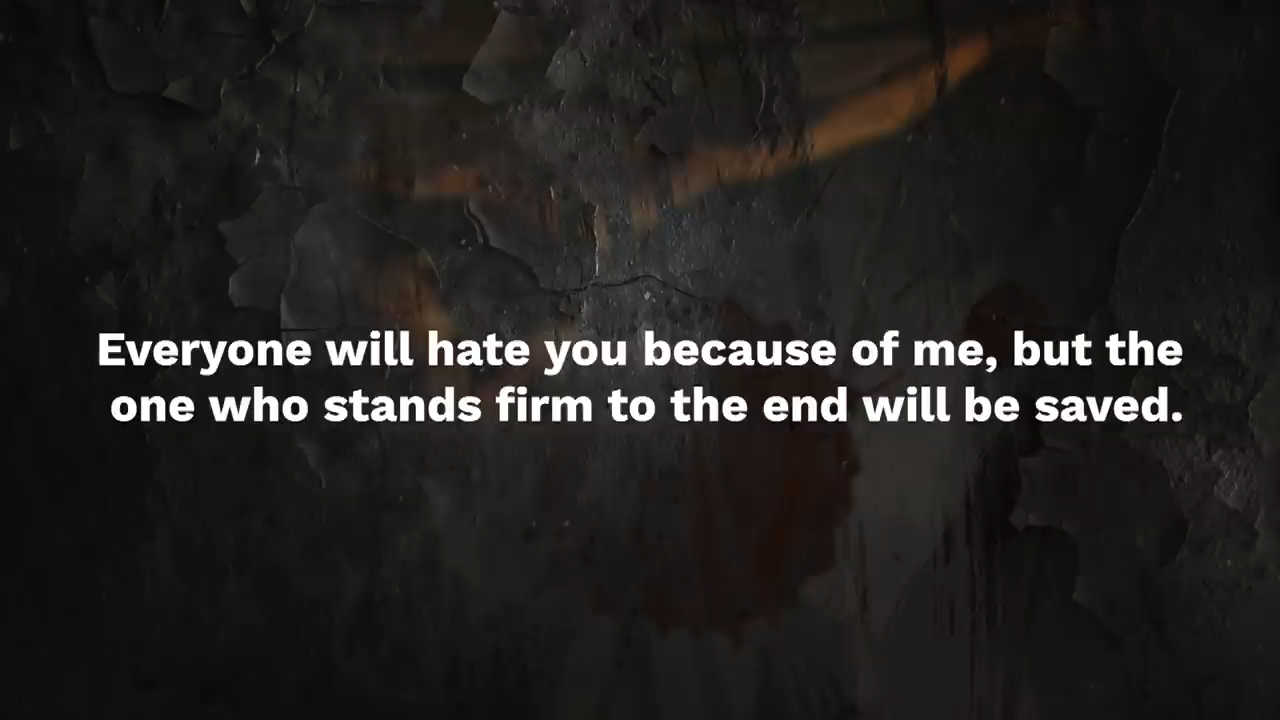 Everyone will hate you because of me, but the
one who stands firm to the end will be saved.